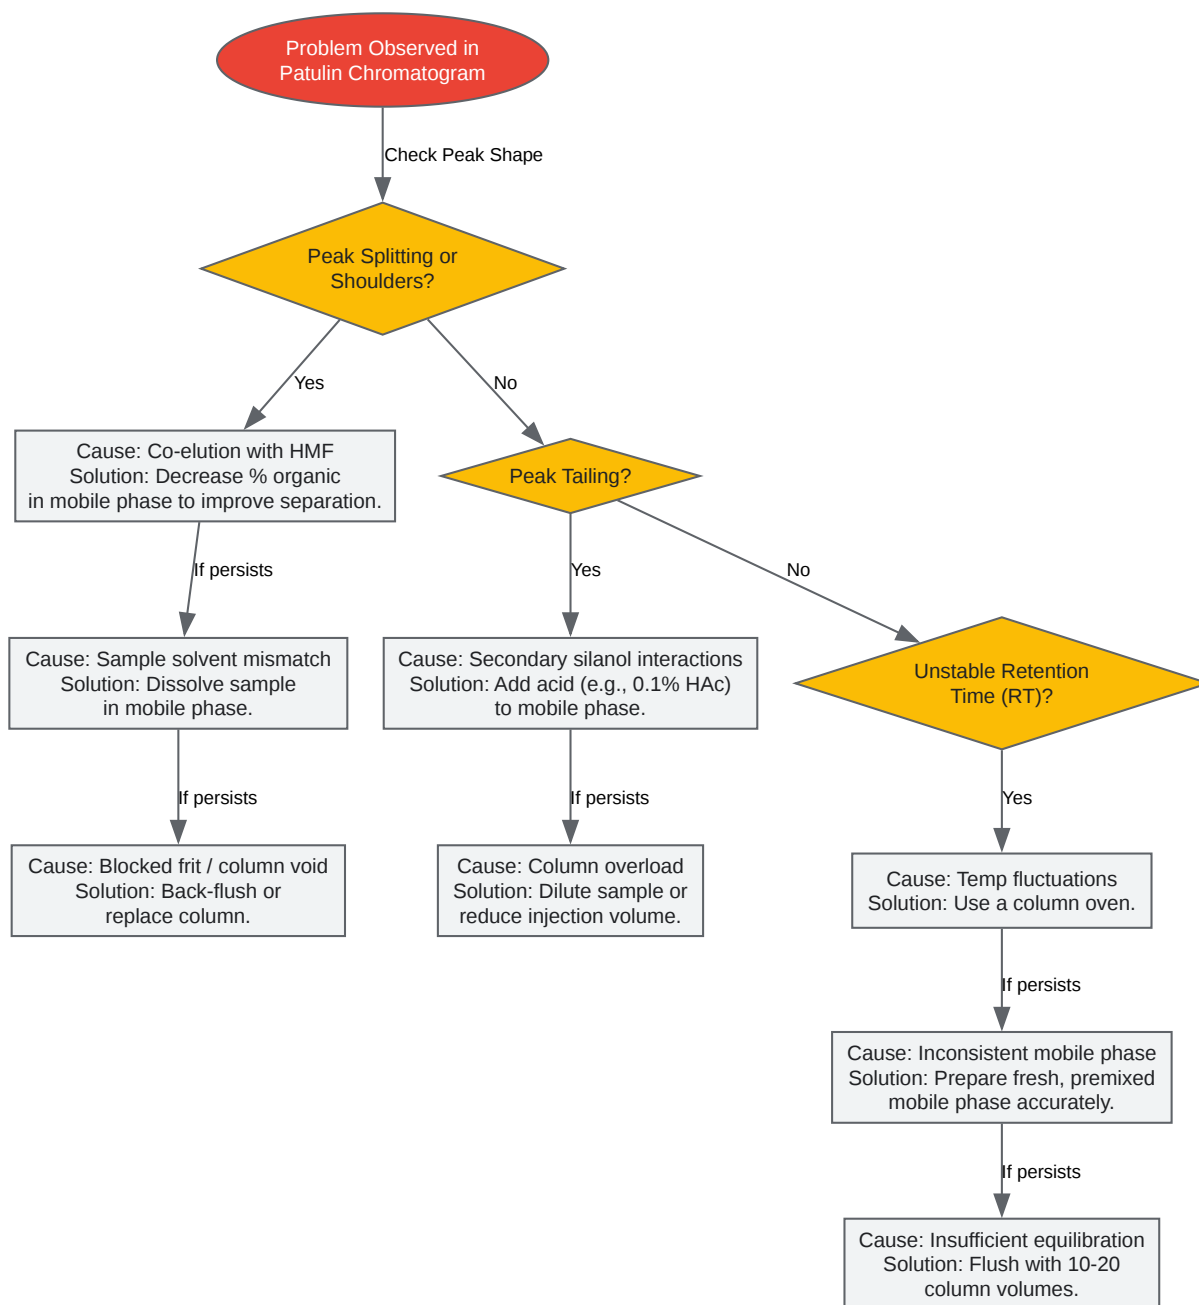 Problem Observed in
Patulin Chromatogram
Check Peak Shape
Peak Splitting or
Shoulders?
Yes
No
Cause: Co-elution with HMF
Solution: Decrease % organic
in mobile phase to improve separation.
Peak Tailing?
If persists
Yes
No
Cause: Sample solvent mismatch
Solution: Dissolve sample
in mobile phase.
Cause: Secondary silanol interactions
Solution: Add acid (e.g., 0.1% HAc)
to mobile phase.
Unstable Retention
Time (RT)?
If persists
If persists
Yes
Cause: Blocked frit / column void
Solution: Back-flush or
replace column.
Cause: Column overload
Solution: Dilute sample or
reduce injection volume.
Cause: Temp fluctuations
Solution: Use a column oven.
If persists
Cause: Inconsistent mobile phase
Solution: Prepare fresh, premixed
mobile phase accurately.
If persists
Cause: Insufficient equilibration
Solution: Flush with 10-20
column volumes.